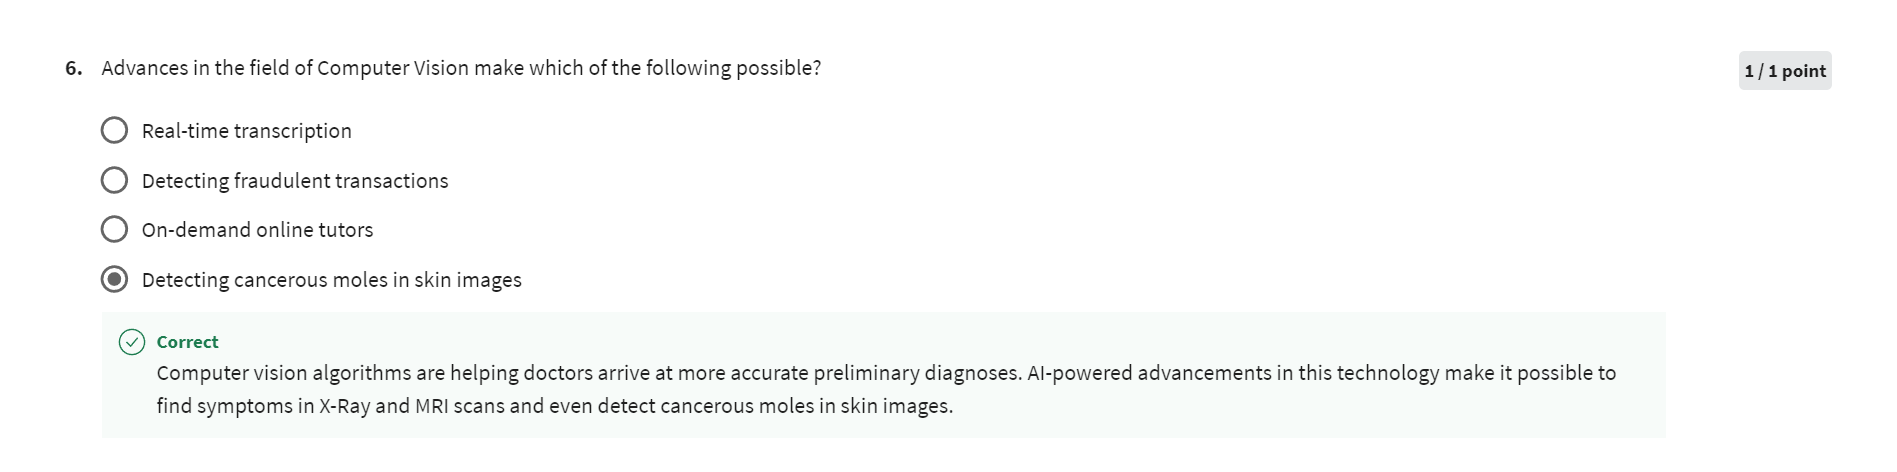 6. Advances in the field of Computer Vision make which of the following possible?
1 / 1 point
Real-time transcription
Detecting fraudulent transactions
On-demand online tutors
Detecting cancerous moles in skin images
Correct
Computer vision algorithms are helping doctors arrive at more accurate preliminary diagnoses. AI-powered advancements in this technology make it possible to
find symptoms in X-Ray and MRI scans and even detect cancerous moles in skin images.